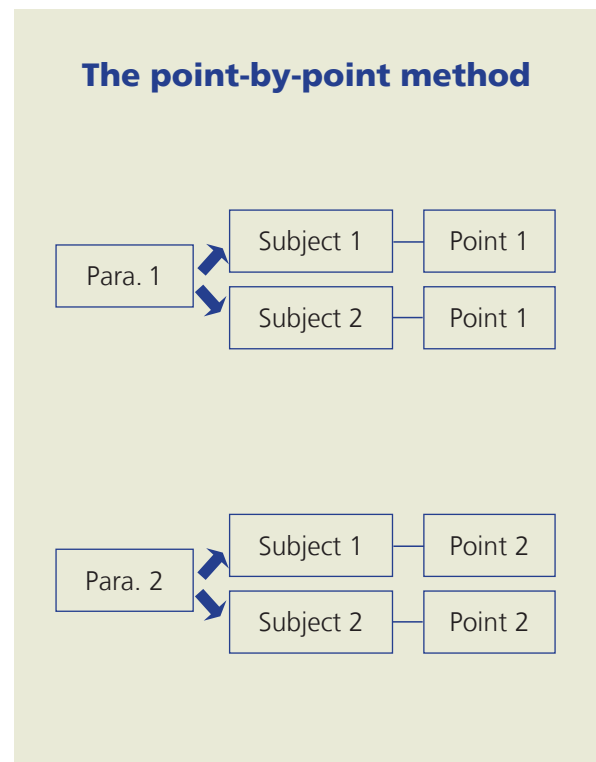 The point-by-point method
Para. 1
Subject 1
Point 1
Subject 2
Point 1
Para. 2
Subject 1
Point 2
Subject 2
Point 2